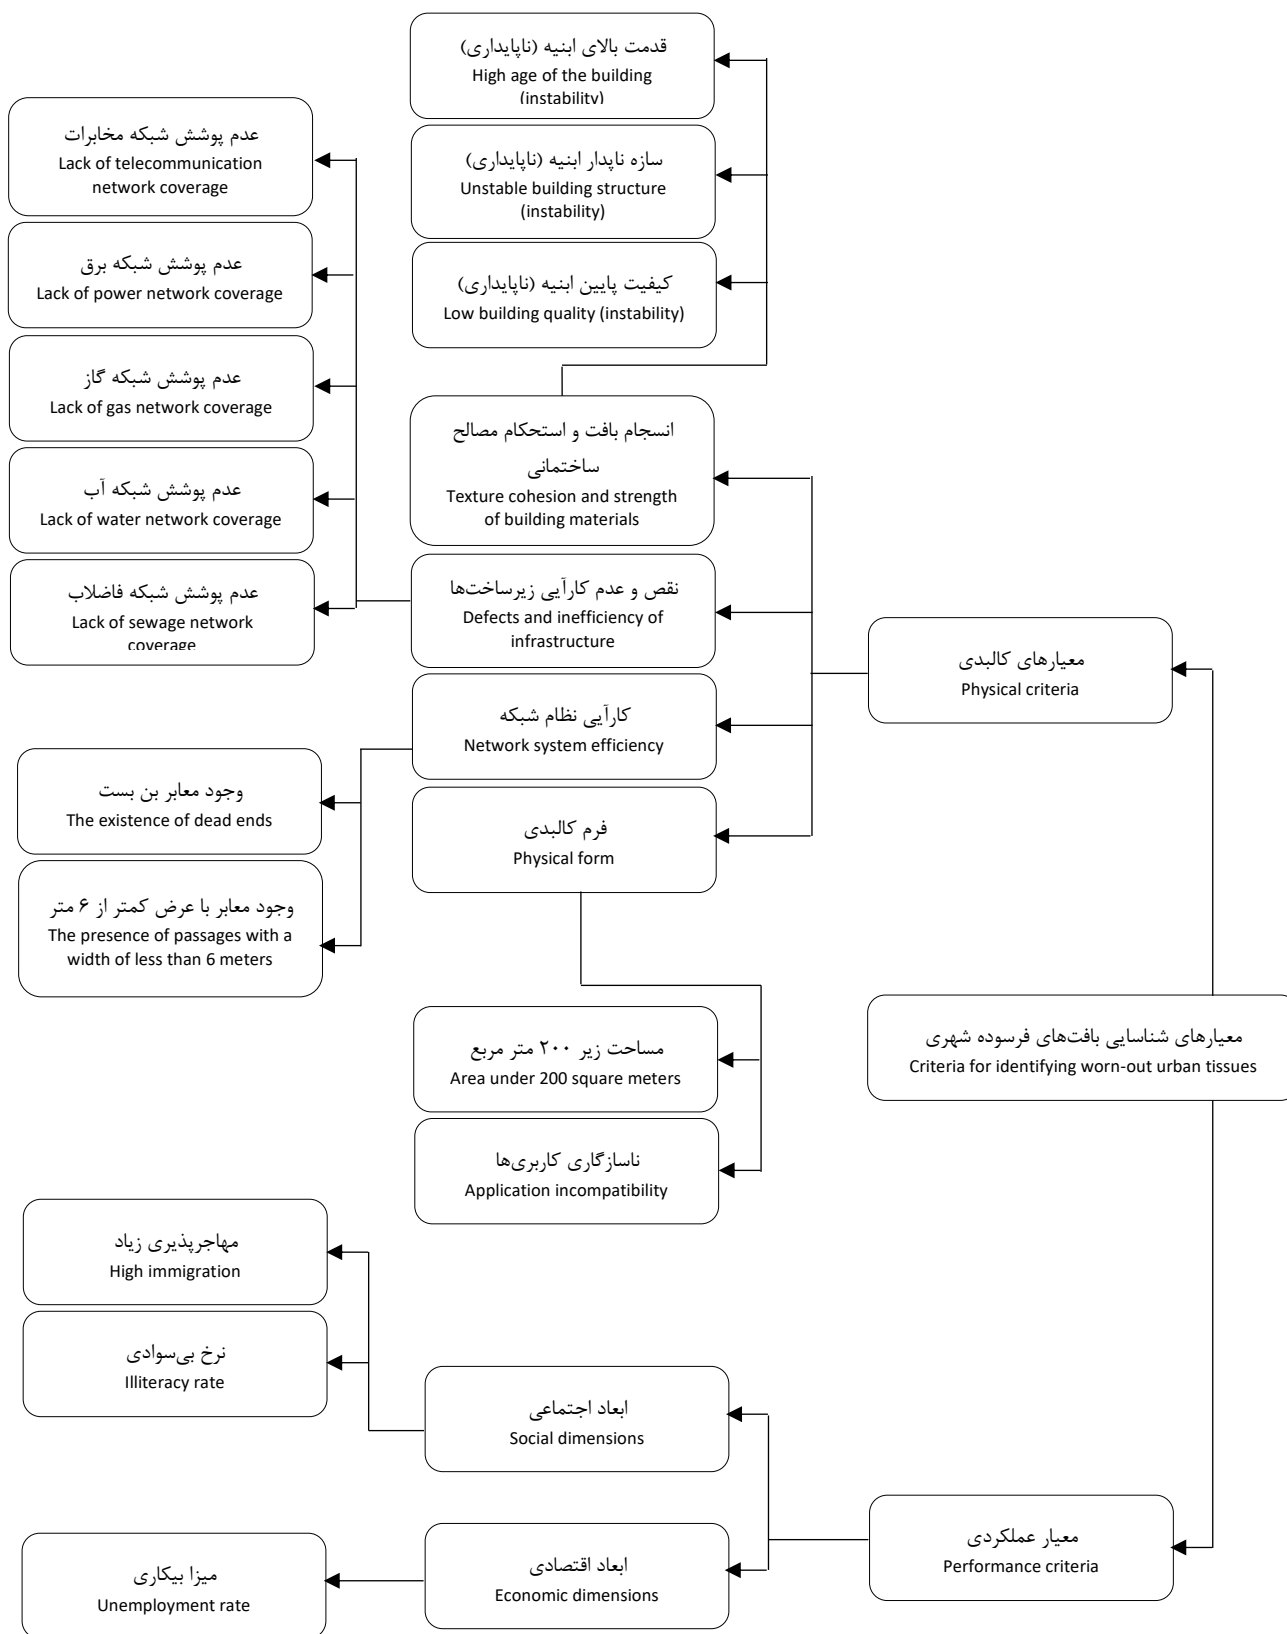 قدمت بالای ابنیه (ناپایداری)
High age of the building
(instability)
سازه ناپدار ابنیه (ناپایداری)
Unstable building structure
(instability)
کیفیت پایین ابنیه (ناپایداری)
Low building quality (instability)
عدم پوشش شبکه مخابرات
Lack of telecommunication
network coverage
عدم پوشش شبکه برق
Lack of power network coverage
عدم پوشش شبکه گاز
Lack of gas network coverage
عدم پوشش شبکه آب
Lack of water network coverage
عدم پوشش شبکه فاضلاب
Lack of sewage network
coverage
انسجام بافت و استحکام مصالح
ساختمانی
Texture cohesion and strength
of building materials
نقص و عدم کارآیی زیرساخت‌ها
Defects and inefficiency of
infrastructure
کارآیی نظام شبکه
Network system efficiency
فرم کالبدی
Physical form
معیارهای کالبدی
Physical criteria
وجود معابر بن بست
The existence of dead ends
وجود معابر با عرض کمتر از ۶ متر
The presence of passages with a
width of less than 6 meters
مساحت زیر ۲۰۰ متر مربع
Area under 200 square meters
ناسازگاری کاربری‌ها
Application incompatibility
معیارهای شناسایی بافت‌های فرسوده شهری
Criteria for identifying worn-out urban tissues
مهاجرپذیری زیاد
High immigration
نرخ بی‌سوادی
Illiteracy rate
ابعاد اجتماعی
Social dimensions
ابعاد اقتصادی
Economic dimensions
میزا بیکاری
Unemployment rate
معیار عملکردی
Performance criteria